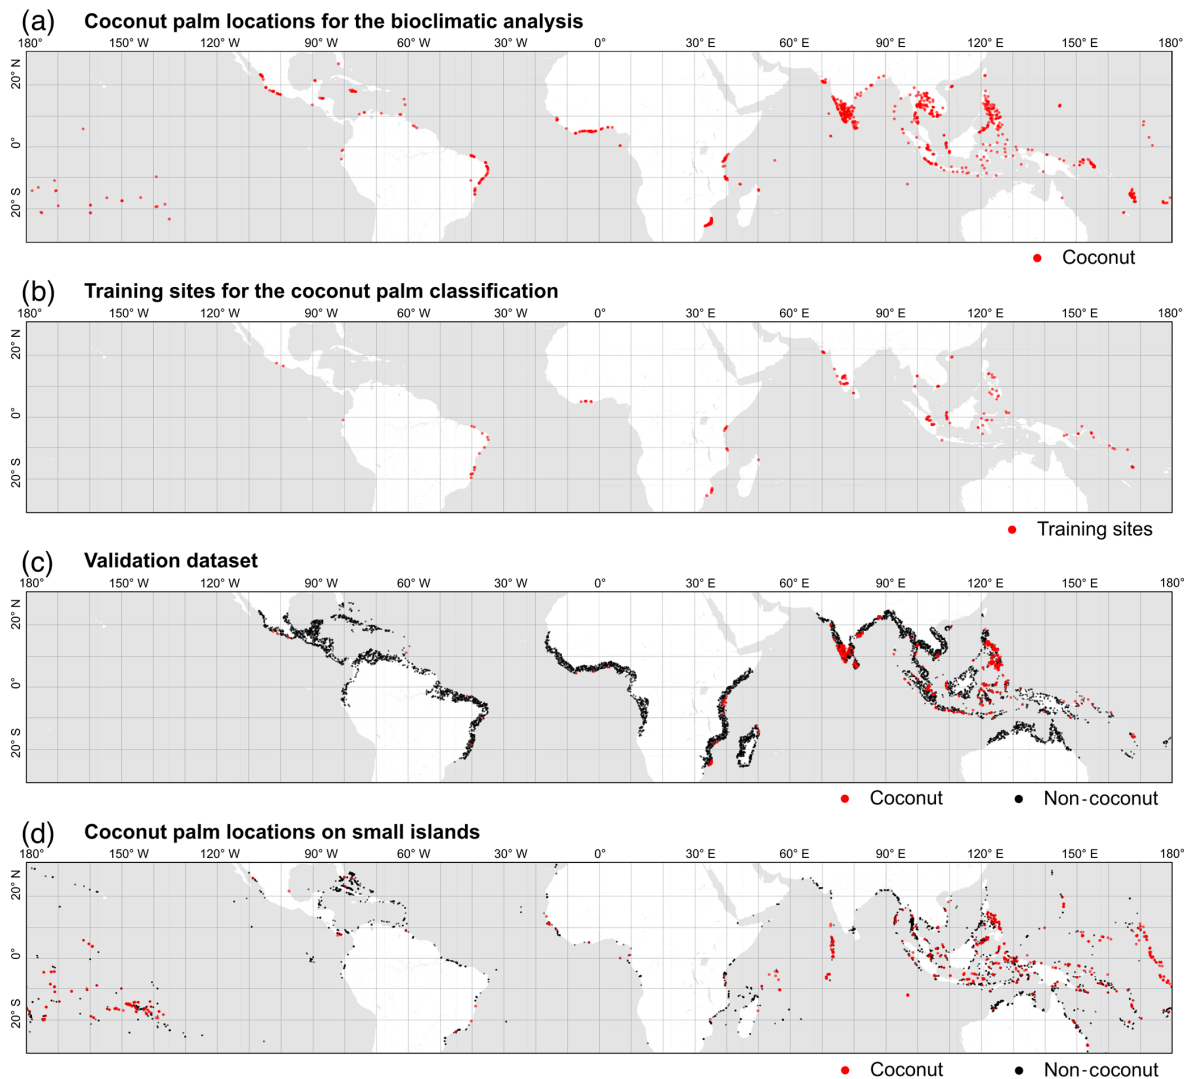 (a) Coconut palm locations for the bioclimatic analysis
180° 150° W 120° W 90° W 60° W 30° W 0° 30° E 60° E 90° E 120° E 150° E 180°
20° N
0°
20° S
Coconut
(b) Training sites for the coconut palm classification
180° 150° W 120° W 90° W 60° W 30° W 0° 30° E 60° E 90° E 120° E 150° E 180°
20° N
0°
20° S
Training sites
(c) Validation dataset
180° 150° W 120° W 90° W 60° W 30° W 0° 30° E 60° E 90° E 120° E 150° E 180°
20° N
0°
20° S
Coconut Non-coconut
(d) Coconut palm locations on small islands
180° 150° W 120° W 90° W 60° W 30° W 0° 30° E 60° E 90° E 120° E 150° E 180°
20° N
0°
20° S
Coconut Non-coconut